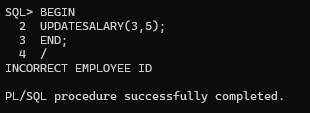 SQL> BEGIN
  2  UPDATESALARY(3,5);
  3  END;
  4  /
INCORRECT EMPLOYEE ID

PL/SQL procedure successfully completed.